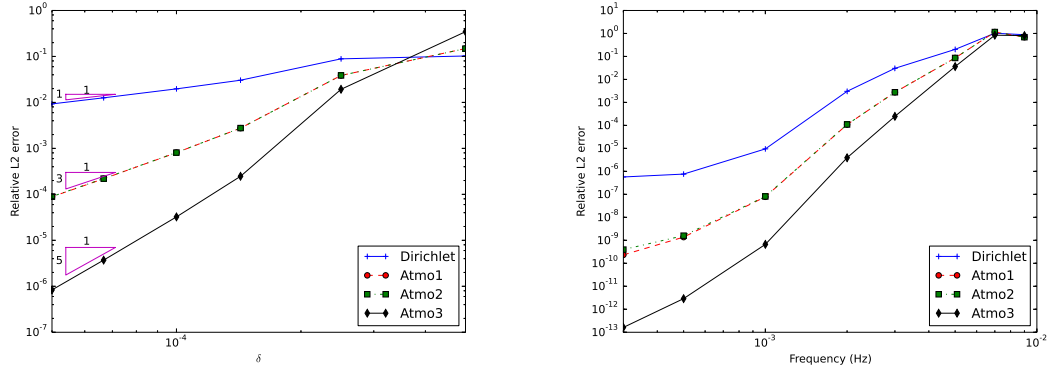 10^0
10^-1
10^-2
10^-3
10^-4
10^-5
10^-6
10^-7
Relative L2 error
1
1
1
3
1
5
10^-4
δ
Dirichlet
Atmo1
Atmo2
Atmo3
10^1
10^0
10^-1
10^-2
10^-3
10^-4
10^-5
10^-6
10^-7
10^-8
10^-9
10^-10
10^-11
10^-12
10^-13
Relative L2 error
10^-3
10^-2
Frequency (Hz)
Dirichlet
Atmo1
Atmo2
Atmo3